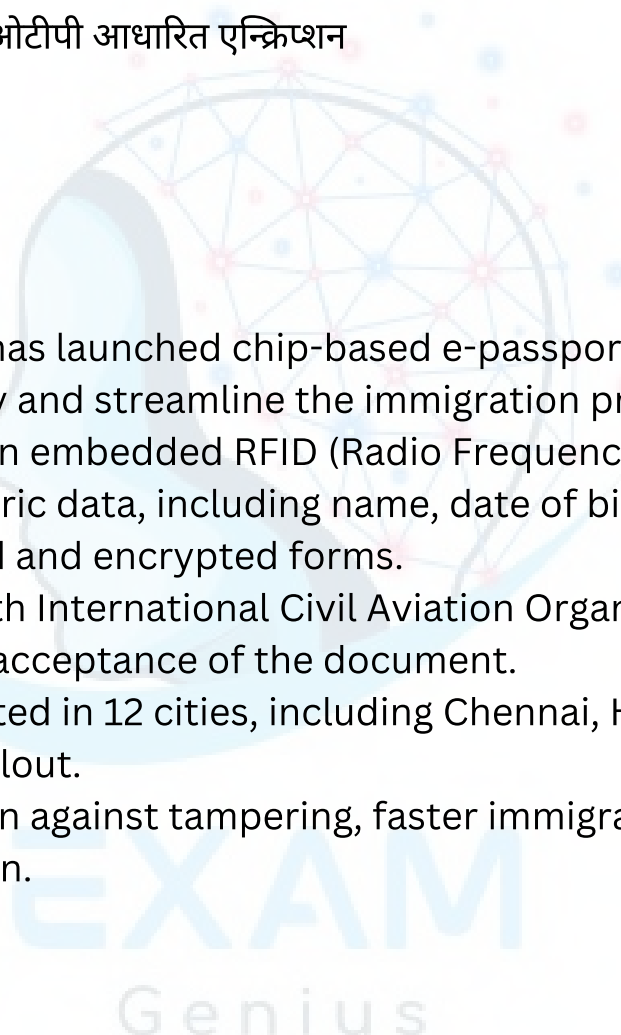 ओटीपी आधारित एन्क्रिप्शन
has launched chip-based e-passpor
y and streamline the immigration pr
n embedded RFID (Radio Frequenc
ric data, including name, date of bi
d and encrypted forms.
th International Civil Aviation Organ
acceptance of the document.
ted in 12 cities, including Chennai, H
lout.
n against tampering, faster immigra
n.
EXAM
Genius